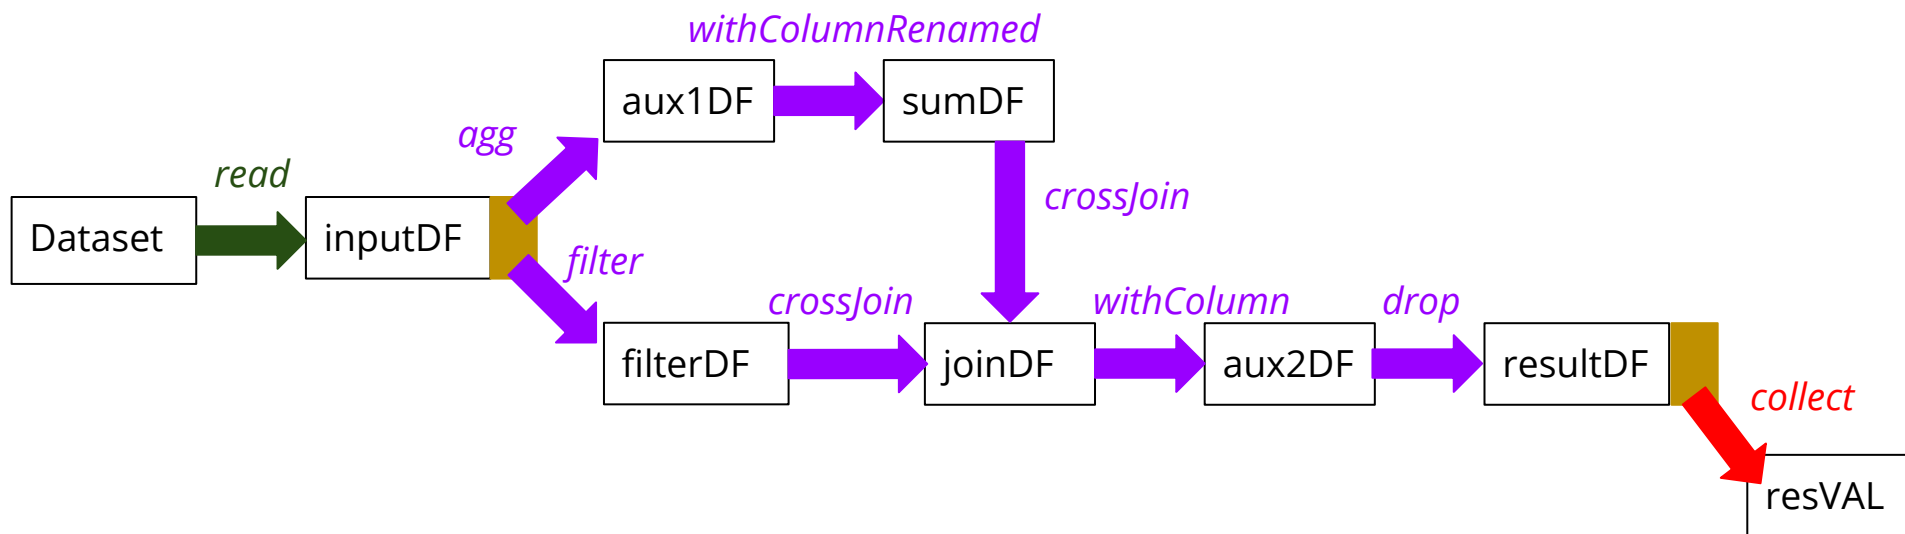 withColumnRenamed
aux1DF
sumDF
agg
read
crossJoin
Dataset
inputDF
filter
crossJoin
withColumn
drop
filterDF
joinDF
aux2DF
resultDF
collect
resVAL